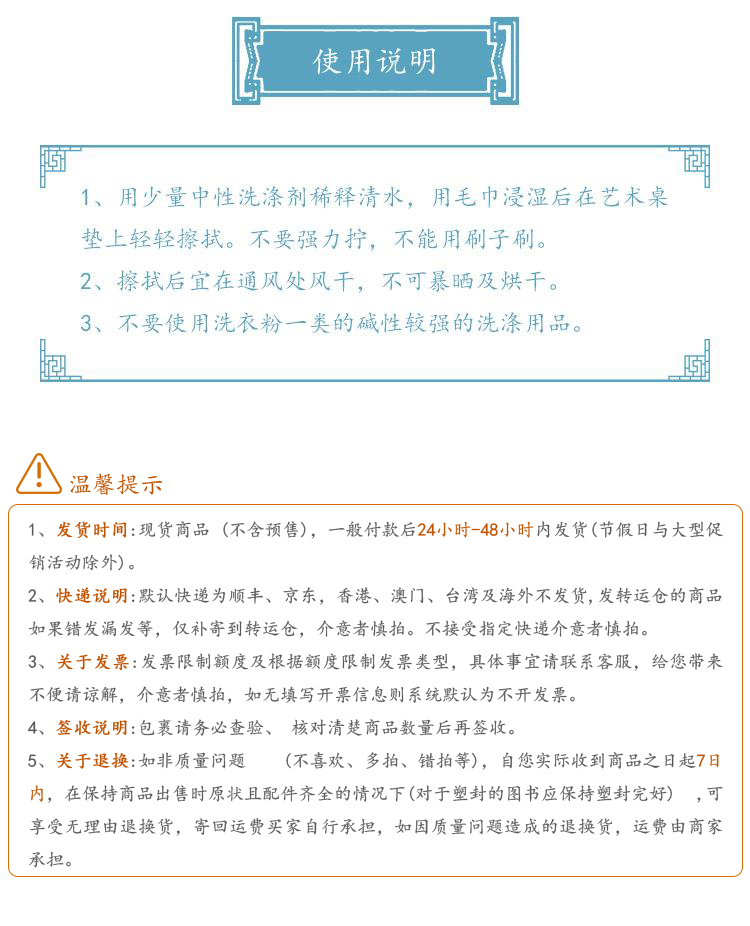 使用说明
1、用少量中性洗涤剂稀释清水，用毛巾浸湿后在艺术桌
垫上轻轻擦拭。不要强力拧，不能用刷子刷。
2、擦拭后宜在通风处风干，不可暴晒及烘干。
3、不要使用洗衣粉一类的碱性较强的洗涤用品。
温馨提示
1、发货时间:现货商品 (不含预售)，一般付款后24小时-48小时内发货(节假日与大型促
销活动除外)。
2、快递说明:默认快递为顺丰、京东，香港、澳门、台湾及海外不发货,发转运仓的商品
如果错发漏发等，仅补寄到转运仓，介意者慎拍。不接受指定快递介意者慎拍。
3、关于发票:发票限制额度及根据额度限制发票类型，具体事宜请联系客服，给您带来
不便请谅解，介意者慎拍，如无填写开票信息则系统默认为不开发票。
4、签收说明:包裹请务必查验、 核对清楚商品数量后再签收。
5、关于退换:如非质量问题 (不喜欢、多拍、错拍等)，自您实际收到商品之日起7日
内，在保持商品出售时原状且配件齐全的情况下(对于塑封的图书应保持塑封完好) ,可
享受无理由退换货，寄回运费买家自行承担，如因质量问题造成的退换货，运费由商家
承担。